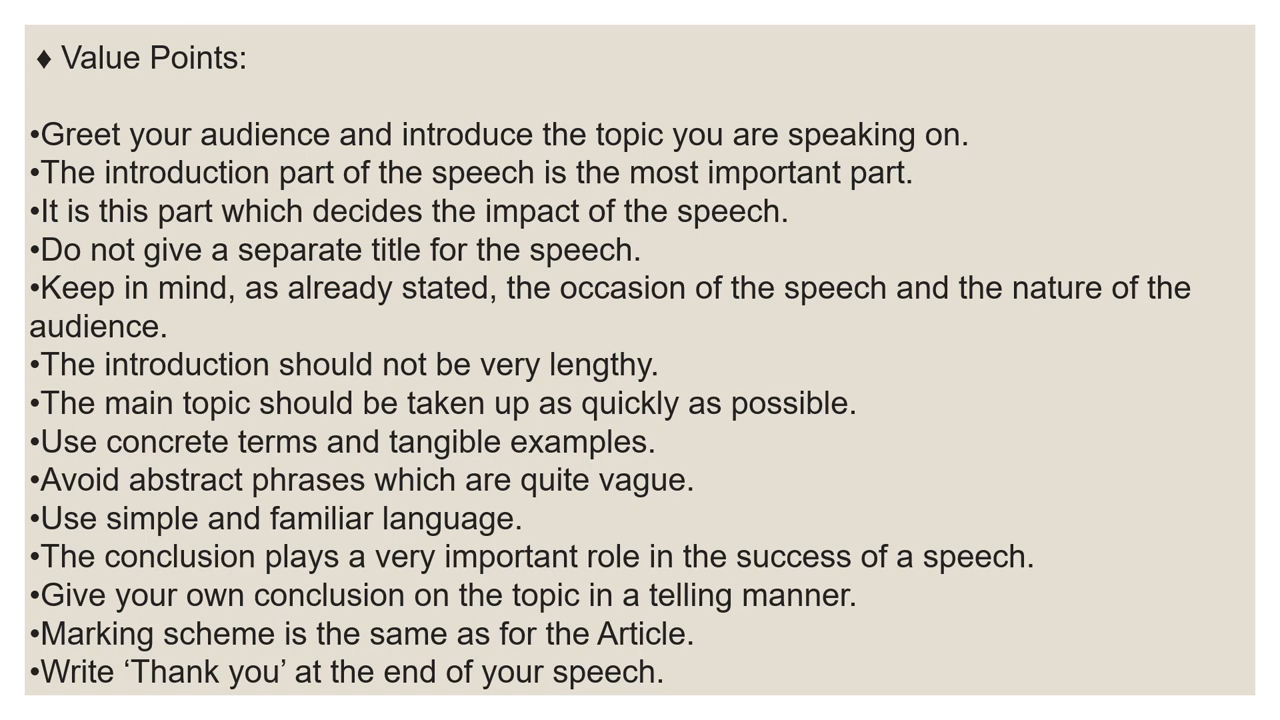 ♦ Value Points:
•Greet your audience and introduce the topic you are speaking on.
•The introduction part of the speech is the most important part.
•It is this part which decides the impact of the speech.
•Do not give a separate title for the speech.
•Keep in mind, as already stated, the occasion of the speech and the nature of the
audience.
•The introduction should not be very lengthy.
•The main topic should be taken up as quickly as possible.
•Use concrete terms and tangible examples.
•Avoid abstract phrases which are quite vague.
•Use simple and familiar language.
•The conclusion plays a very important role in the success of a speech.
•Give your own conclusion on the topic in a telling manner.
•Marking scheme is the same as for the Article.
•Write ‘Thank you’ at the end of your speech.